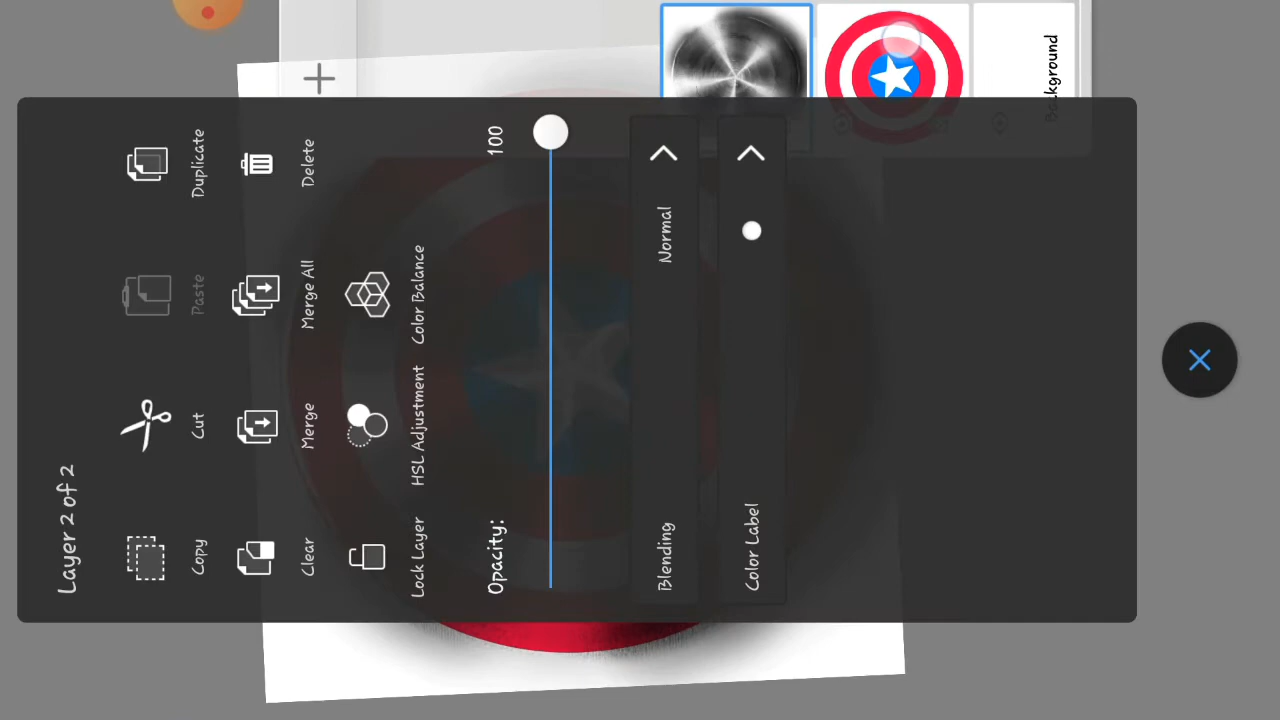 Layer 2 of 2
Copy
Cut
Paste
Duplicate
Clear
Merge
Merge All
Delete
Lock Layer
HSL Adjustment
Color Balance
Opacity:
100
Blending
Normal
Color Label
Background